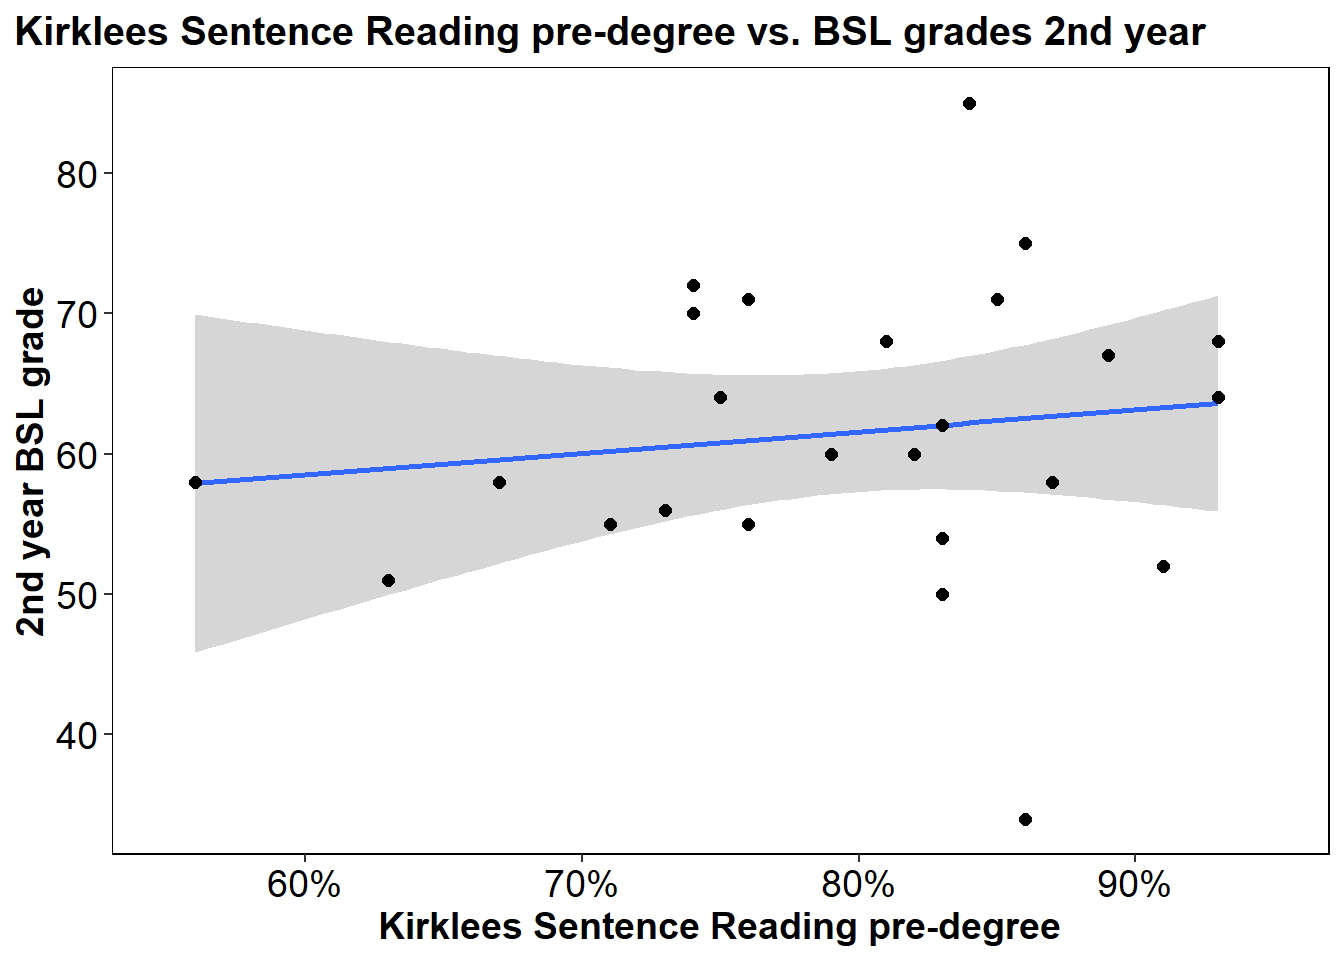 Kirklees Sentence Reading pre-degree vs. BSL grades 2nd year
2nd year BSL grade
80
70
60
50
40
60% 70% 80% 90%
Kirklees Sentence Reading pre-degree